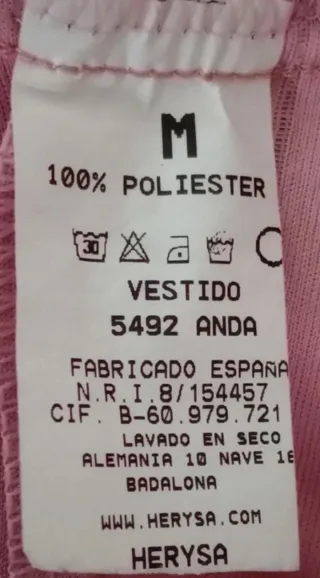 M
100% POLIESTER
30
VESTIDO
5492 ANDA
FABRICADO ESPAÑA
N.R.I.8/154457
CIF. B-60.979.721
LAVADO EN SECO
ALEMANIA 10 NAVE
BADALONA
WWW.HERYSA.COM
HERYSA